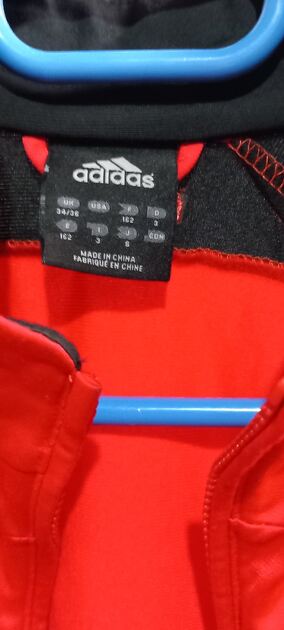 adidas
UK USA F D
34/36 162 3
E I J CDN
162 3 S
MADE IN CHINA
FABRIQUÉ EN CHINE